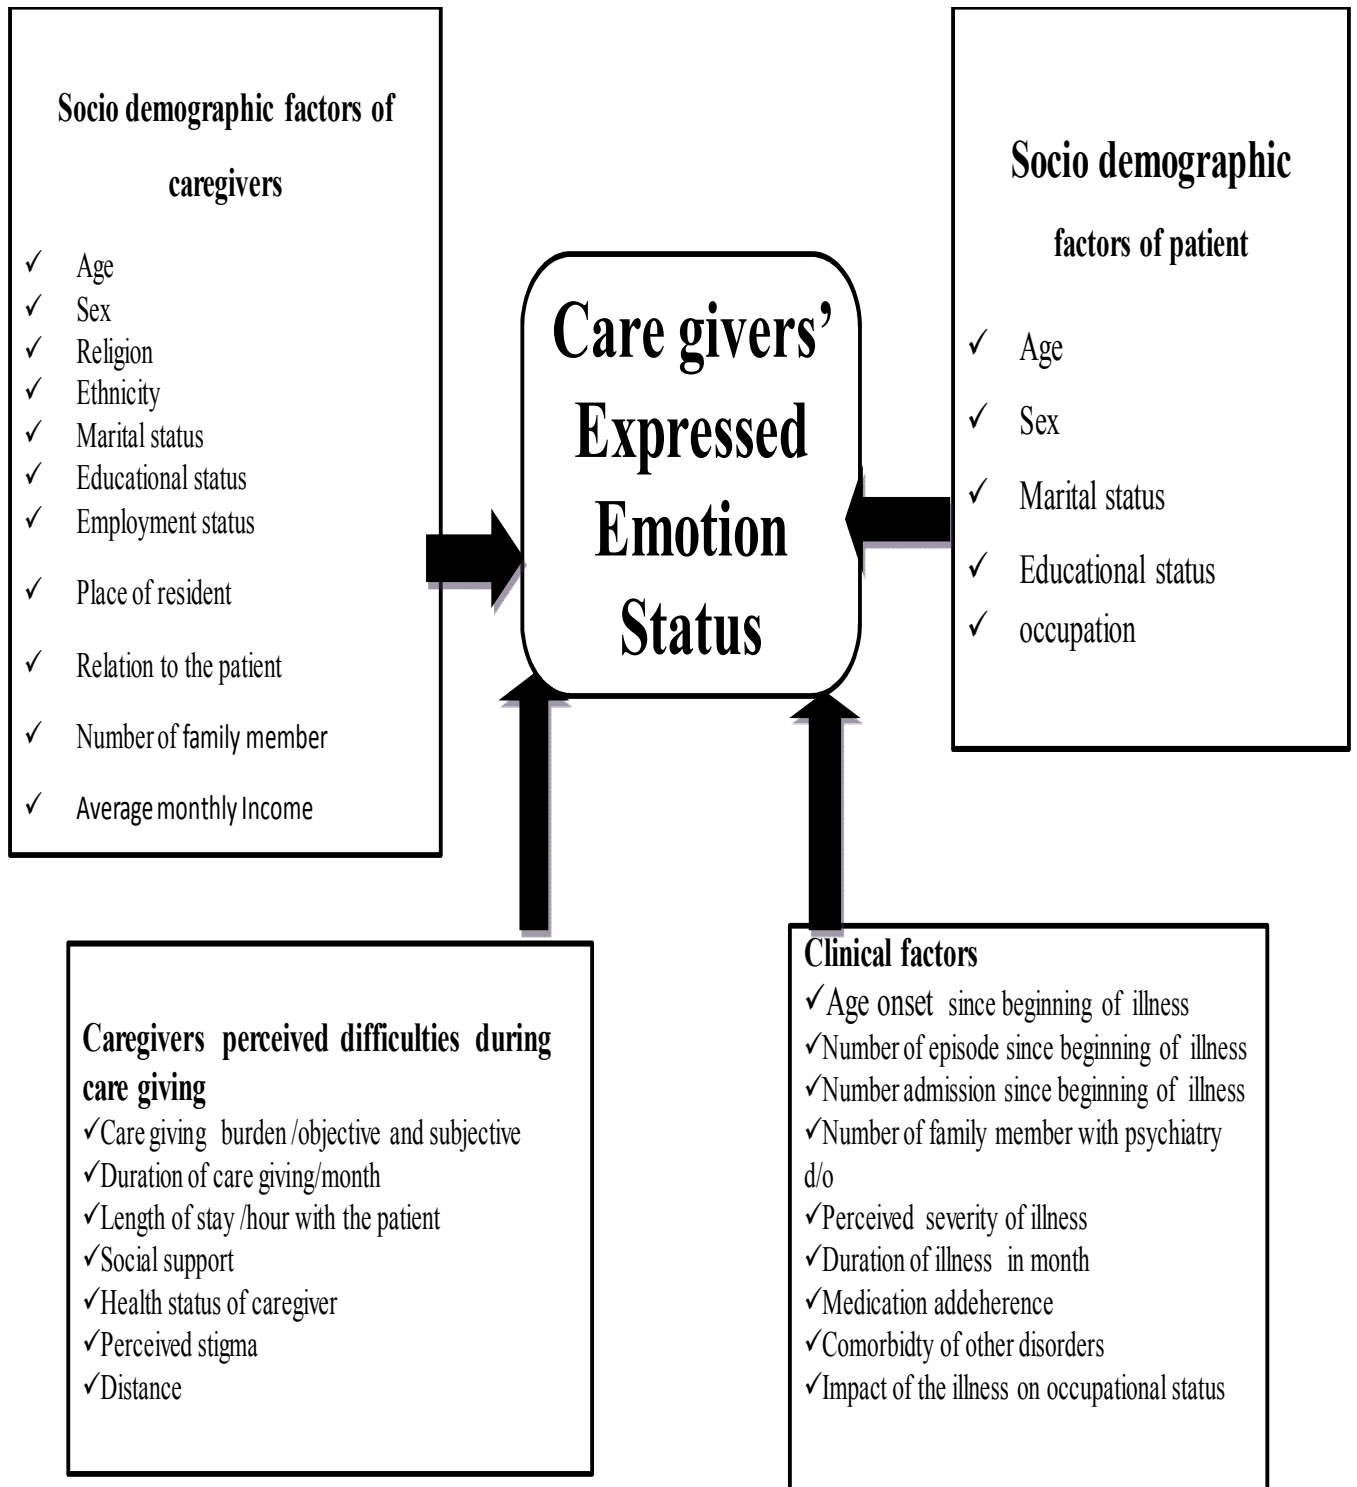 Socio demographic factors of
caregivers
✓ Age
✓ Sex
✓ Religion
✓ Ethnicity
✓ Marital status
✓ Educational status
✓ Employment status
✓ Place of resident
✓ Relation to the patient
✓ Number of family member
✓ Average monthly Income
Care givers’
Expressed
Emotion
Status
Socio demographic
factors of patient
✓ Age
✓ Sex
✓ Marital status
✓ Educational status
✓ occupation
Caregivers perceived difficulties during
care giving
✓Care giving burden /objective and subjective
✓Duration of care giving/month
✓Length of stay /hour with the patient
✓Social support
✓Health status of caregiver
✓Perceived stigma
✓Distance
Clinical factors
✓Age onset since beginning of illness
✓Number of episode since beginning of illness
✓Number admission since beginning of illness
✓Number of family member with psychiatry
d/o
✓Perceived severity of illness
✓Duration of illness in month
✓Medication addeherence
✓Comorbidty of other disorders
✓Impact of the illness on occupational status